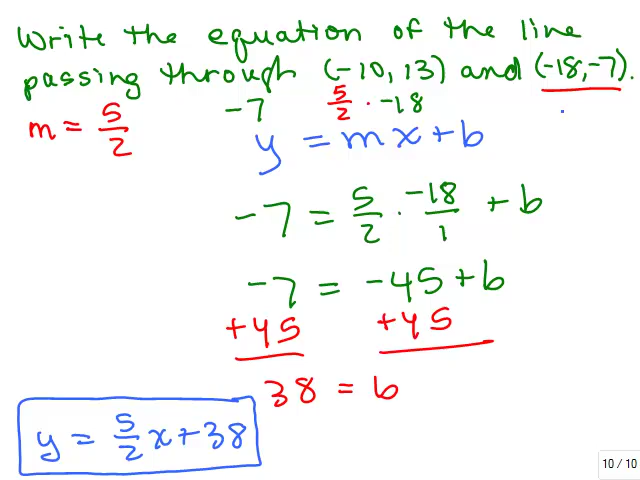 Write the equation of the line
passing through (-10, 13) and (-18, -7).
m = 5/2
-7 5/2 · -18
y = mx + b
-7 = 5/2 · -18/1 + b
-7 = -45 + b
+45 +45
38 = b
y = 5/2 x + 38
10 / 10